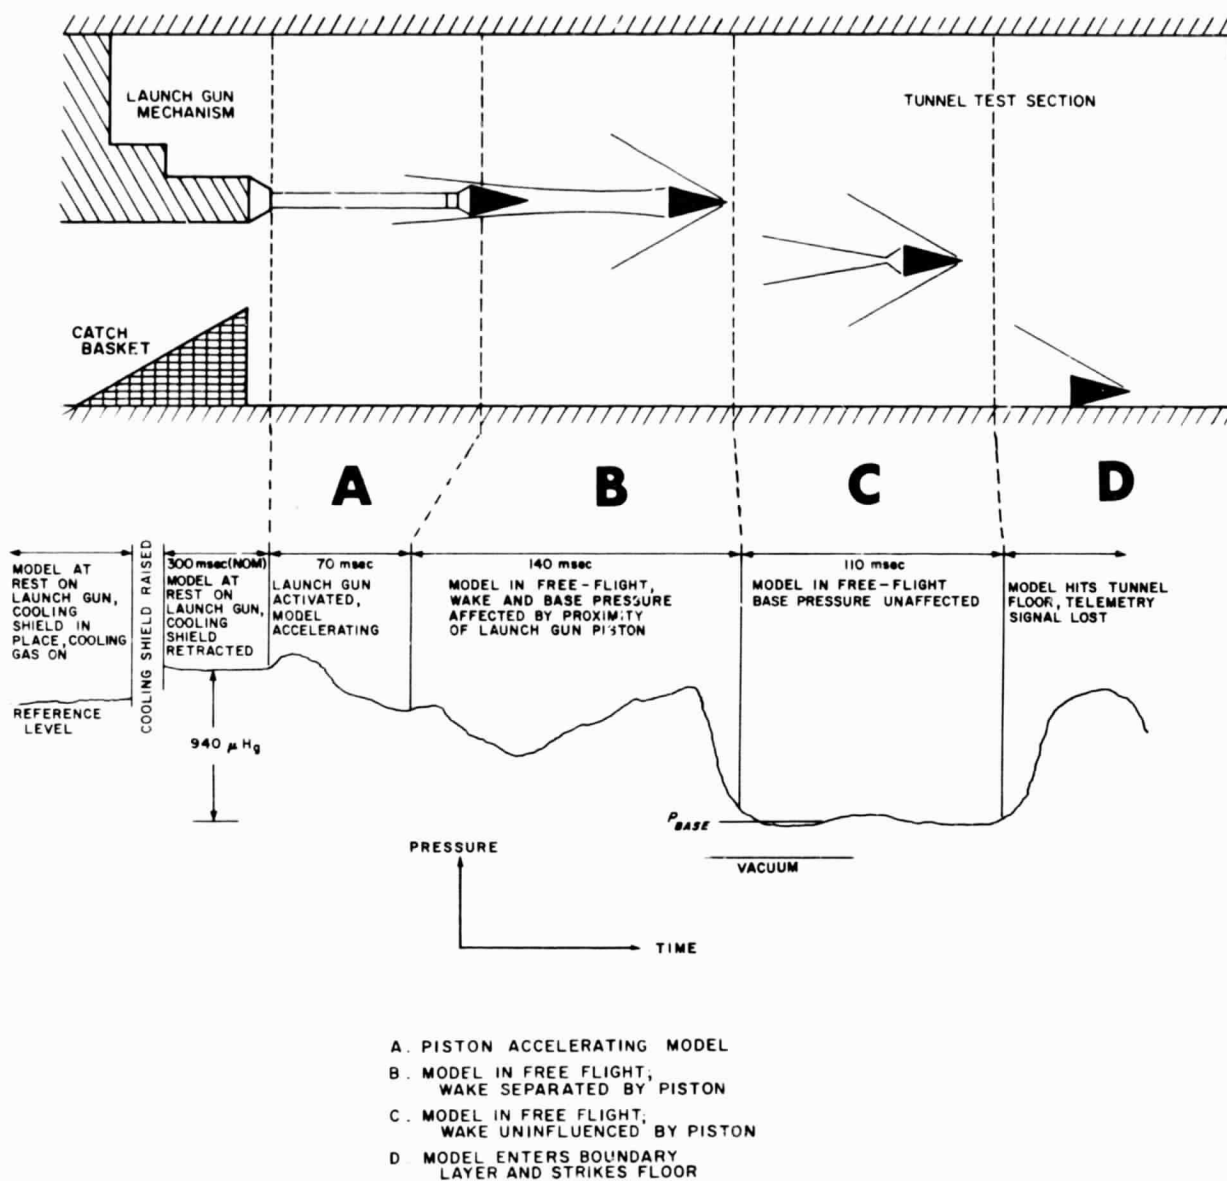 LAUNCH GUN
MECHANISM
TUNNEL TEST SECTION
CATCH
BASKET
A
B
C
D
MODEL AT
REST ON
LAUNCH GUN,
COOLING
SHIELD IN
PLACE, COOLING
GAS ON
COOLING SHIELD RAISED
300 msec (NOM)
MODEL AT
REST ON
LAUNCH GUN,
COOLING
SHIELD
RETRACTED
70 msec
LAUNCH GUN
ACTIVATED,
MODEL
ACCELERATING
140 msec
MODEL IN FREE-FLIGHT,
WAKE AND BASE PRESSURE
AFFECTED BY PROXIMITY
OF LAUNCH GUN PISTON
110 msec
MODEL IN FREE-FLIGHT
BASE PRESSURE UNAFFECTED
MODEL HITS TUNNEL
FLOOR, TELEMETRY
SIGNAL LOST
REFERENCE
LEVEL
940 μ Hg
P BASE
VACUUM
PRESSURE
TIME
A. PISTON ACCELERATING MODEL
B. MODEL IN FREE FLIGHT;
WAKE SEPARATED BY PISTON
C. MODEL IN FREE FLIGHT;
WAKE UNINFLUENCED BY PISTON
D MODEL ENTERS BOUNDARY
LAYER AND STRIKES FLOOR